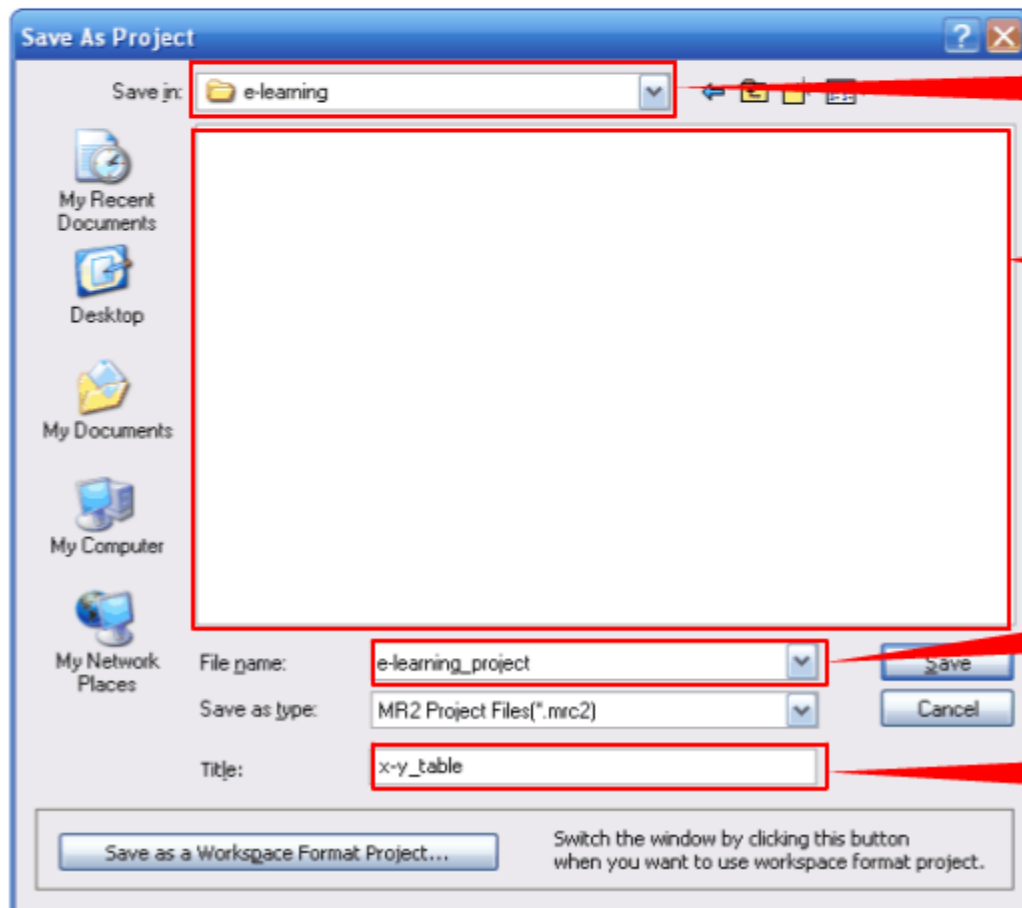 Save As Project
Save in:
e-learning
My Recent
Documents
Desktop
My Documents
My Computer
My Network
Places
File name:
e-learning_project
Save
Save as type:
MR2 Project Files(*.mrc2)
Cancel
Title:
x-y_table
Save as a Workspace Format Project...
Switch the window by clicking this button
when you want to use workspace format project.